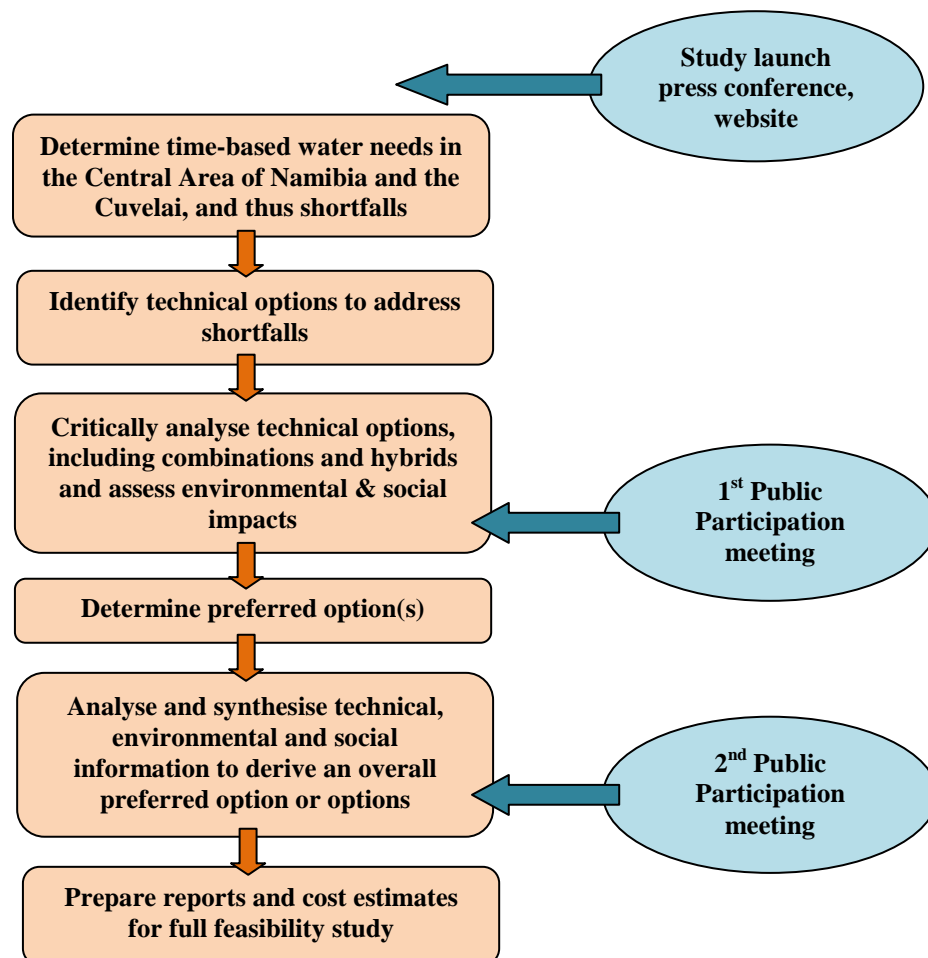 Study launch
press conference,
website
Determine time-based water needs in
the Central Area of Namibia and the
Cuvelai, and thus shortfalls
Identify technical options to address
shortfalls
Critically analyse technical options,
including combinations and hybrids
and assess environmental & social
impacts
1st Public
Participation
meeting
Determine preferred option(s)
Analyse and synthesise technical,
environmental and social
information to derive an overall
preferred option or options
2nd Public
Participation
meeting
Prepare reports and cost estimates
for full feasibility study